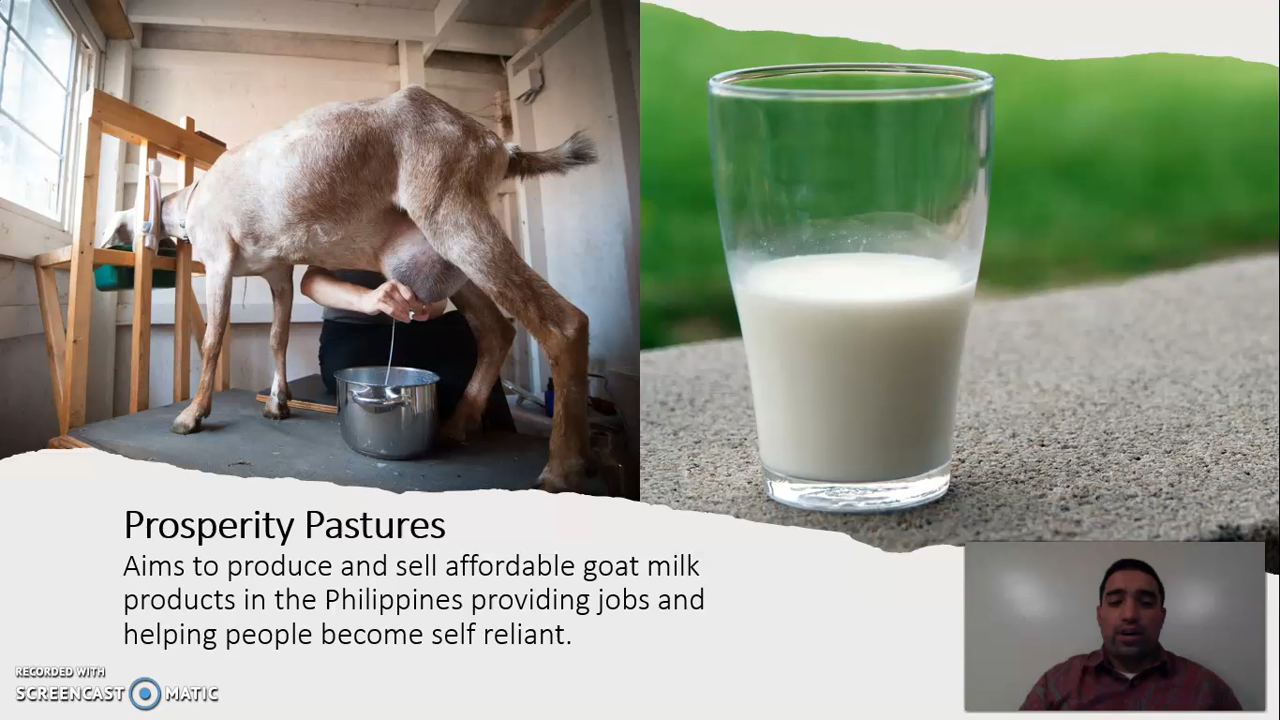 Prosperity Pastures
Aims to produce and sell affordable goat milk
products in the Philippines providing jobs and
helping people become self reliant.
RECORDED WITH
SCREENCAST MATIC